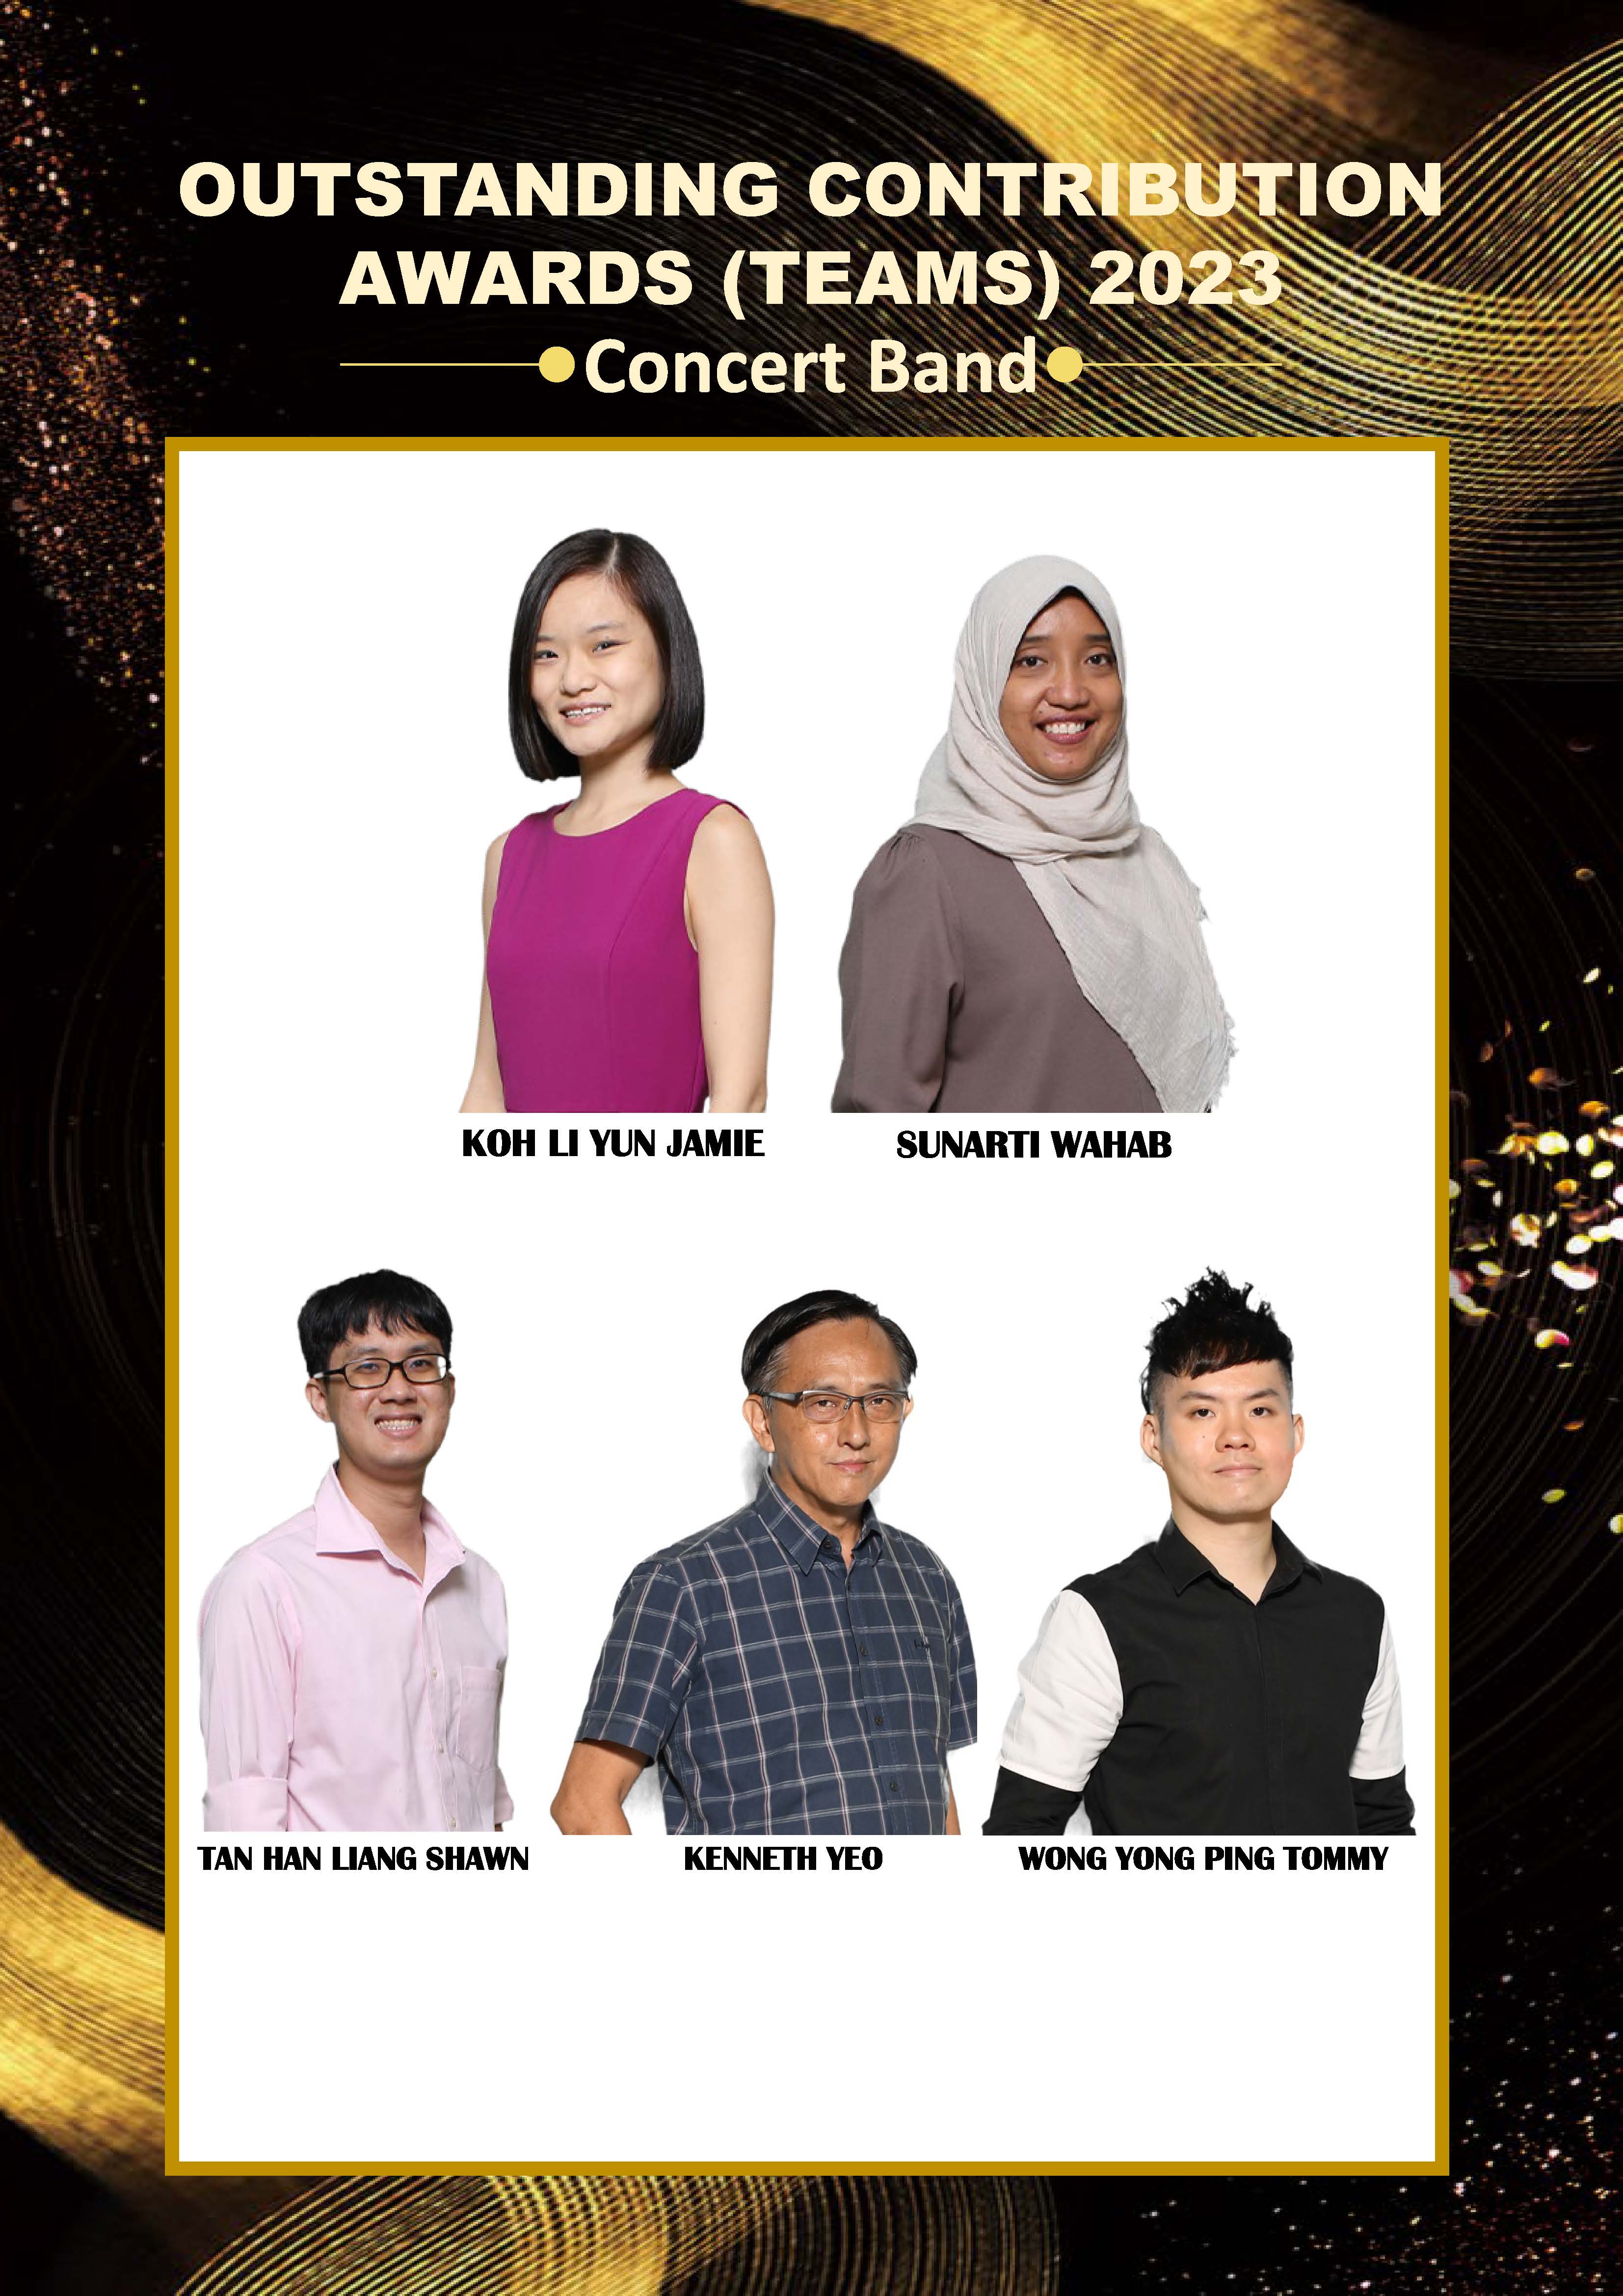 OUTSTANDING CONTRIBUTION
AWARDS (TEAMS) 2023
Concert Band
KOH LI YUN JAMIE
SUNARTI WAHAB
TAN HAN LIANG SHAWN
KENNETH YEO
WONG YONG PING TOMMY